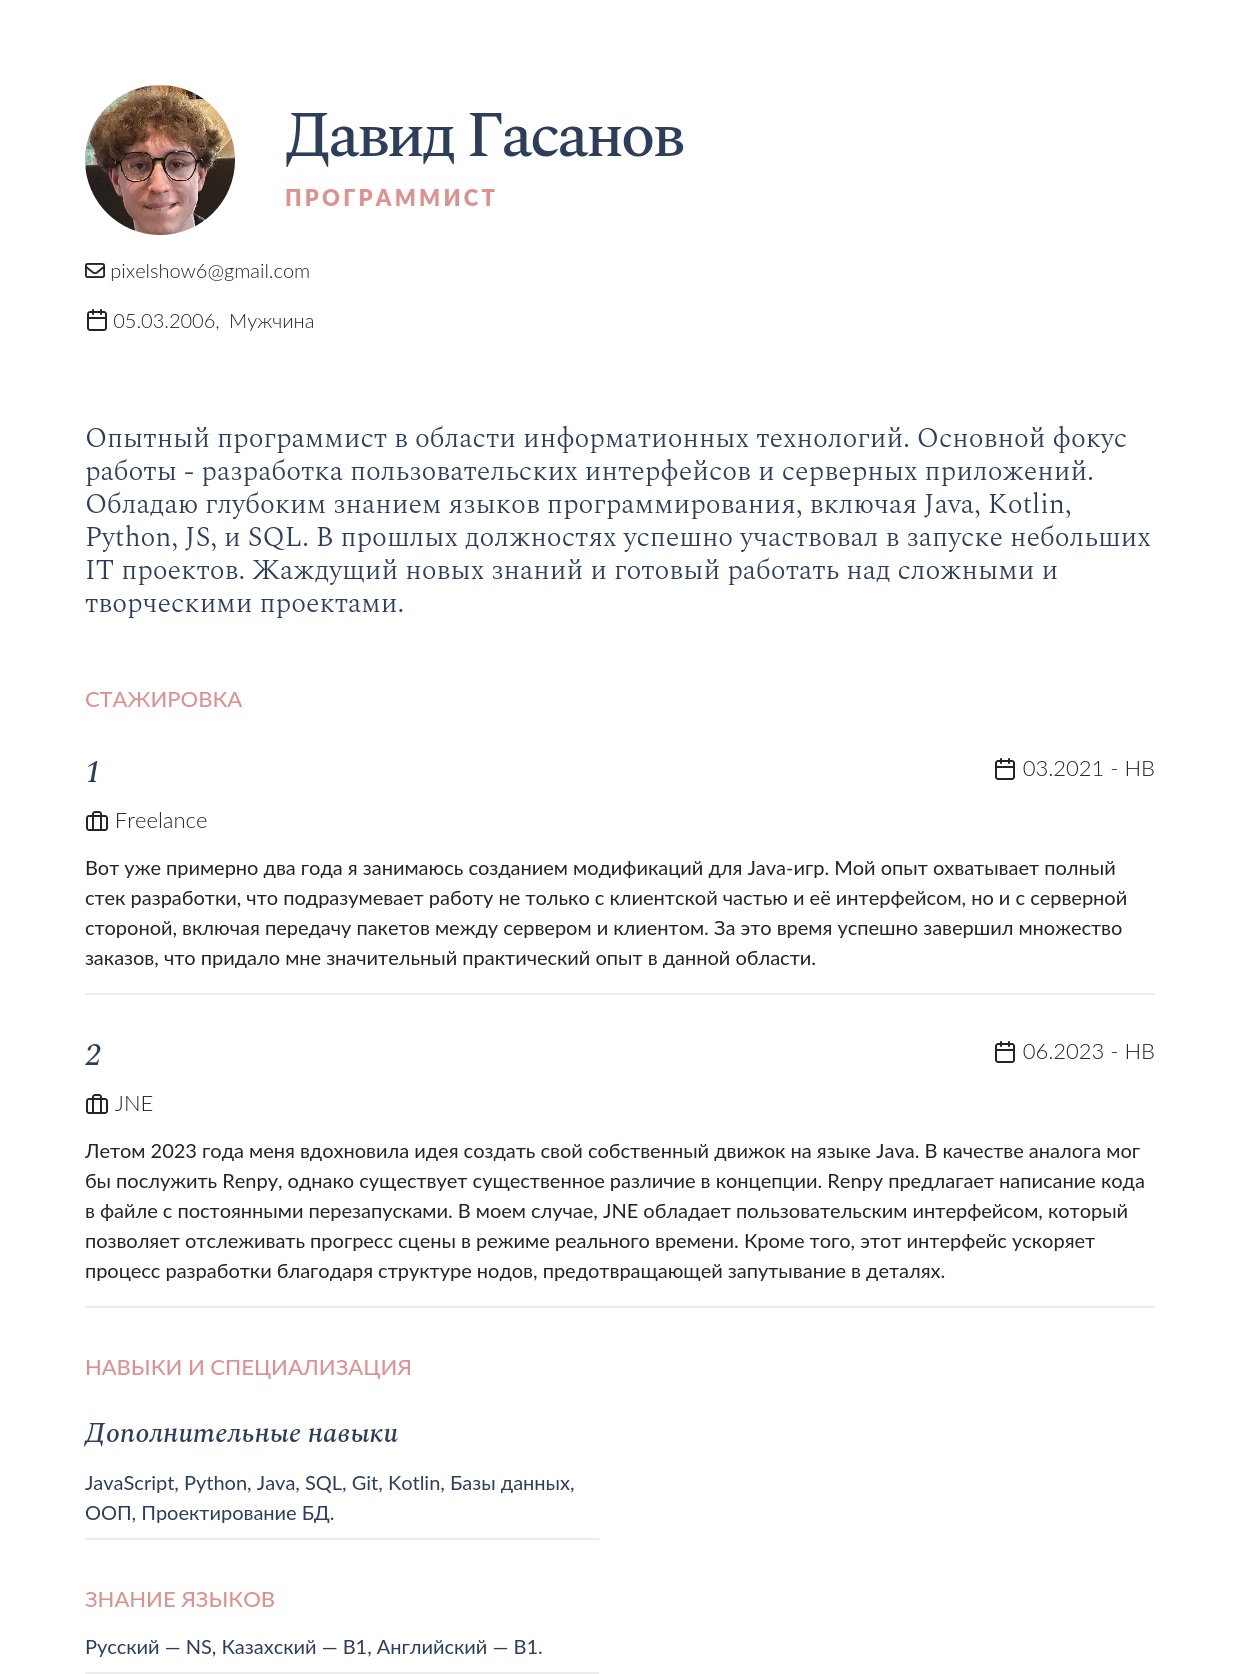 Давид Гасанов
ПРОГРАММИСТ
pixelshow6@gmail.com
05.03.2006, Мужчина
Опытный программист в области информатионных технологий. Основной фокус
работы - разработка пользовательских интерфейсов и серверных приложений.
Обладаю глубоким знанием языков программирования, включая Java, Kotlin,
Python, JS, и SQL. В прошлых должностях успешно участвовал в запуске небольших
IT проектов. Жаждущий новых знаний и готовый работать над сложными и
творческими проектами.
СТАЖИРОВКА
1
03.2021 - НВ
Freelance
Вот уже примерно два года я занимаюсь созданием модификаций для Java-игр. Мой опыт охватывает полный
стек разработки, что подразумевает работу не только с клиентской частью и её интерфейсом, но и с серверной
стороной, включая передачу пакетов между сервером и клиентом. За это время успешно завершил множество
заказов, что придало мне значительный практический опыт в данной области.
2
06.2023 - НВ
JNE
Летом 2023 года меня вдохновила идея создать свой собственный движок на языке Java. В качестве аналога мог
бы послужить Renpy, однако существует существенное различие в концепции. Renpy предлагает написание кода
в файле с постоянными перезапусками. В моем случае, JNE обладает пользовательским интерфейсом, который
позволяет отслеживать прогресс сцены в режиме реального времени. Кроме того, этот интерфейс ускоряет
процесс разработки благодаря структуре нодов, предотвращающей запутывание в деталях.
НАВЫКИ И СПЕЦИАЛИЗАЦИЯ
Дополнительные навыки
JavaScript, Python, Java, SQL, Git, Kotlin, Базы данных,
ООП, Проектирование БД.
ЗНАНИЕ ЯЗЫКОВ
Русский — NS, Казахский — B1, Английский — B1.